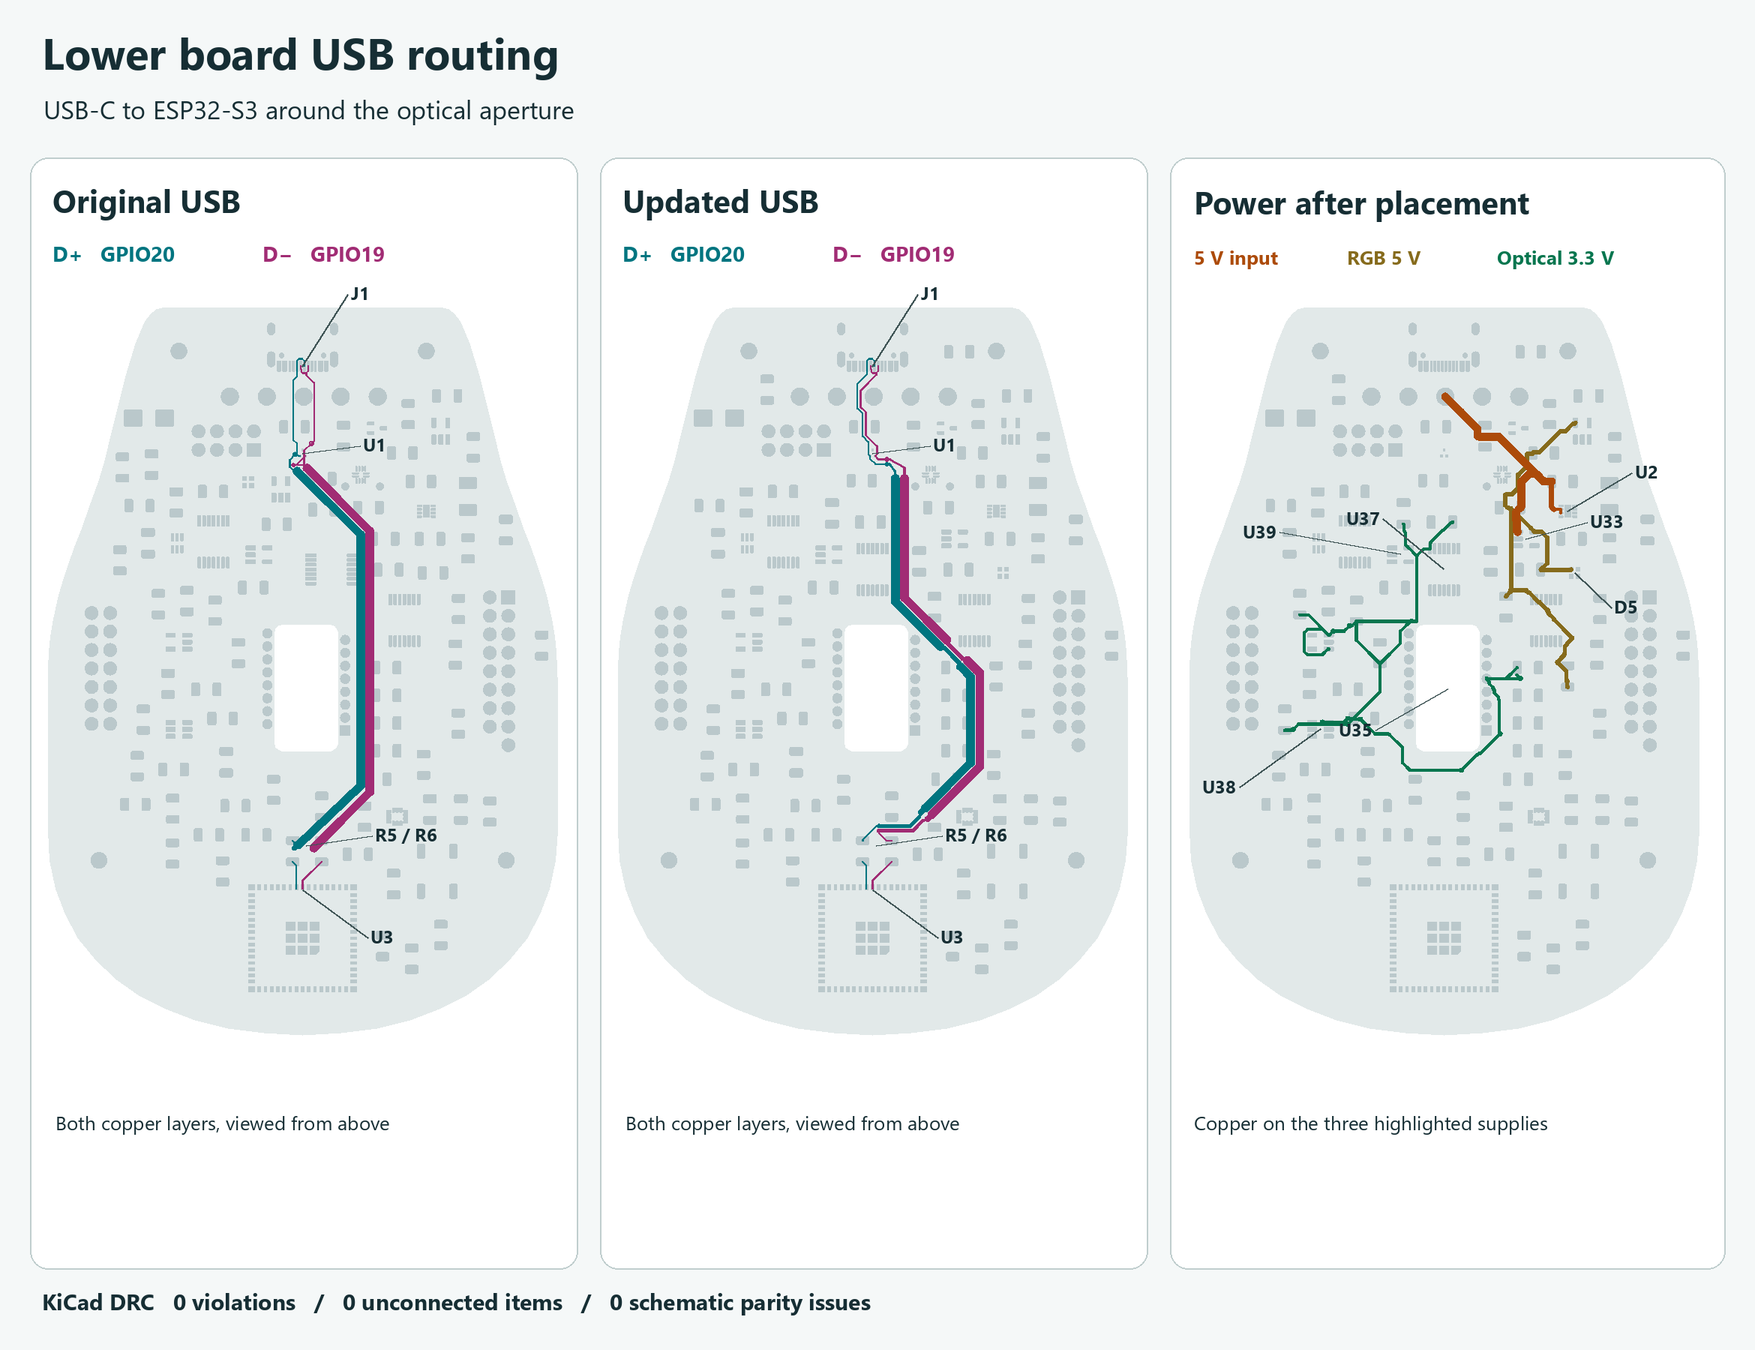 Lower board USB routing
USB-C to ESP32-S3 around the optical aperture
Original USB
D+ GPIO20 D− GPIO19
J1
U1
R5 / R6
U3
Both copper layers, viewed from above
Updated USB
D+ GPIO20 D− GPIO19
J1
U1
R5 / R6
U3
Both copper layers, viewed from above
Power after placement
5 V input RGB 5 V Optical 3.3 V
U2
U37
U33
U39
D5
U35
U38
Copper on the three highlighted supplies
KiCad DRC 0 violations / 0 unconnected items / 0 schematic parity issues